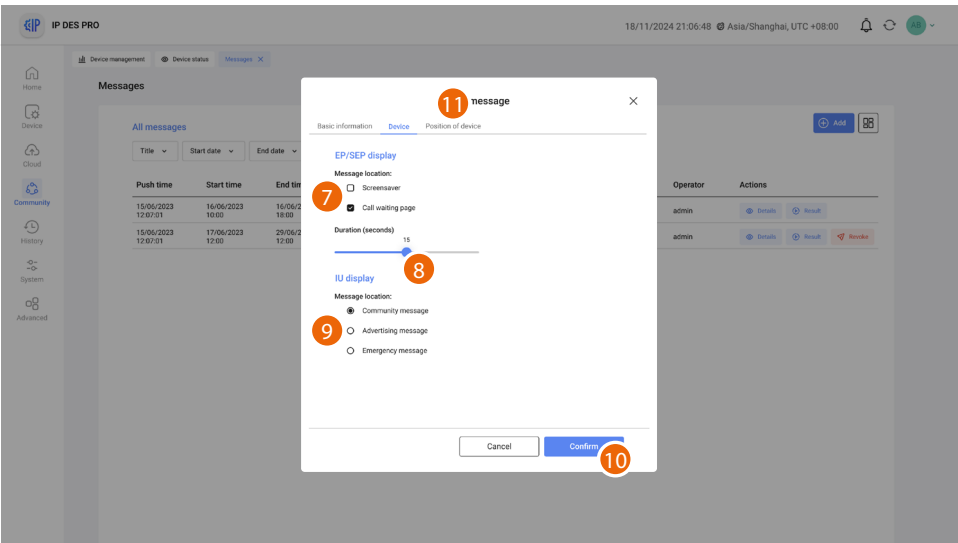 IP DES PRO
18/11/2024 21:06:48 Asia/Shanghai, UTC +08:00
AB
Device management Device status Messages
Home
Device
Cloud
Community
History
System
Advanced
Messages
All messages
Add
Title Start date End date
Push time Start time End tim Operator Actions
15/06/2023 12:07:01 16/06/2023 10:00 16/06/2 18:00 admin Details Result
15/06/2023 12:07:01 17/06/2023 12:00 29/06/2 12:00 admin Details Result Revoke
11 message
Basic information Device Position of device
EP/SEP display
Message location:
7
Screensaver
Call waiting page
Duration (seconds)
15
8
IU display
Message location:
Community message
9
Advertising message
Emergency message
Cancel Confirm
10